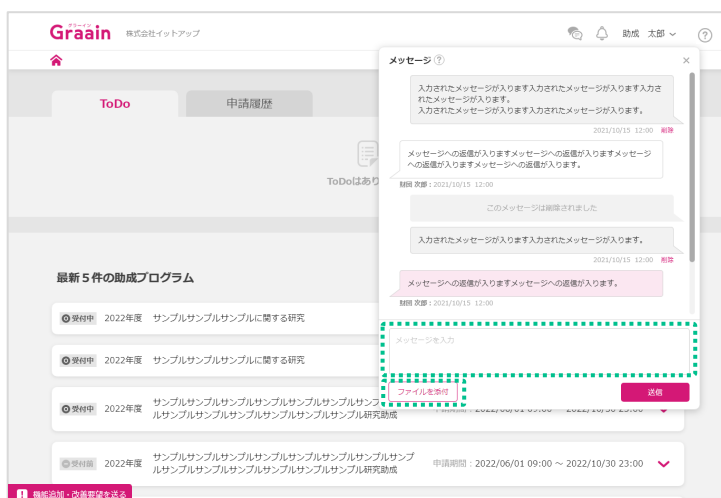 グラーイン
Graain 株式会社イットアップ
助成 太郎
?
メッセージ ?
×
ToDo
申請履歴
ToDoはあり
入力されたメッセージが入ります入力されたメッセージが入ります入力さ
れたメッセージが入ります。
入力されたメッセージが入ります入力されたメッセージが入ります。
2021/10/15 12:00 削除
メッセージへの返信が入りますメッセージへの返信が入りますメッセージ
への返信が入りますメッセージへの返信が入ります。
財団 次郎：2021/10/15 12:00
このメッセージは削除されました
入力されたメッセージが入ります入力されたメッセージが入ります。
2021/10/15 12:00 削除
メッセージへの返信が入りますメッセージへの返信が入ります。
財団 次郎：2021/10/15 12:00
メッセージを入力
ファイルを添付
送信
最新５件の助成プログラム
受付中 2022年度 サンプルサンプルサンプルに関する研究
受付中 2022年度 サンプルサンプルサンプルに関する研究
受付中 2022年度 サンプルサンプルサンプルサンプルサンプルサンプルサンプ
ルサンプルサンプルサンプルサンプルサンプルサンプル研究助成
申請期間：2022/06/01 09:00 ～ 2022/10/30 23:00
受付前 2022年度 サンプルサンプルサンプルサンプルサンプルサンプルサンプルサンプ
ルサンプルサンプルサンプルサンプルサンプルサンプル研究助成
申請期間：2022/06/01 09:00 ～ 2022/10/30 23:00
! 機能追加・改善要望を送る